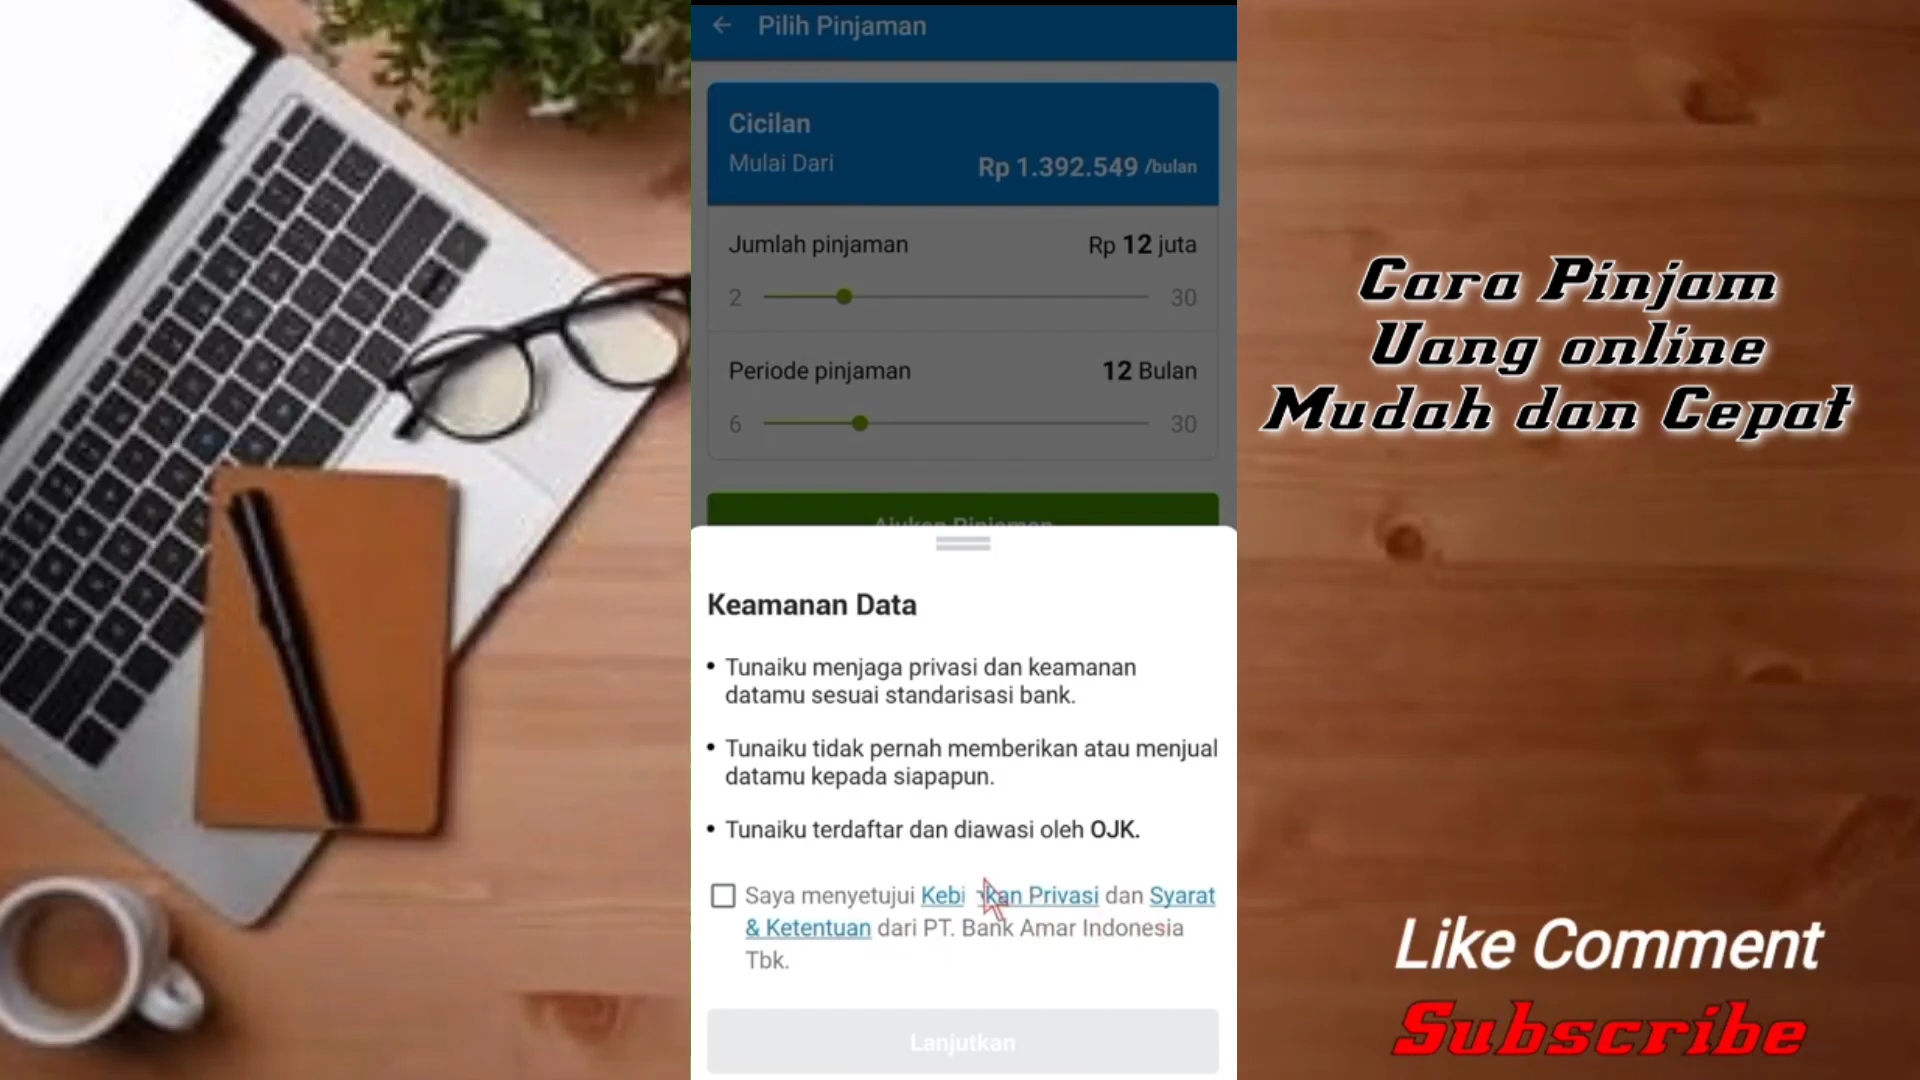 Pilih Pinjaman
Cicilan
Mulai Dari
Rp 1.392.549 /bulan
Jumlah pinjaman
Rp 12 juta
2
30
Periode pinjaman
12 Bulan
6
30
Ajukan Pinjaman
Keamanan Data
• Tunaiku menjaga privasi dan keamanan
datamu sesuai standarisasi bank.
• Tunaiku tidak pernah memberikan atau menjual
datamu kepada siapapun.
• Tunaiku terdaftar dan diawasi oleh OJK.
Saya menyetujui Kebijakan Privasi dan Syarat
& Ketentuan dari PT. Bank Amar Indonesia
Tbk.
Lanjutkan
Cara Pinjam
Uang online
Mudah dan Cepat
Like Comment
Subscribe